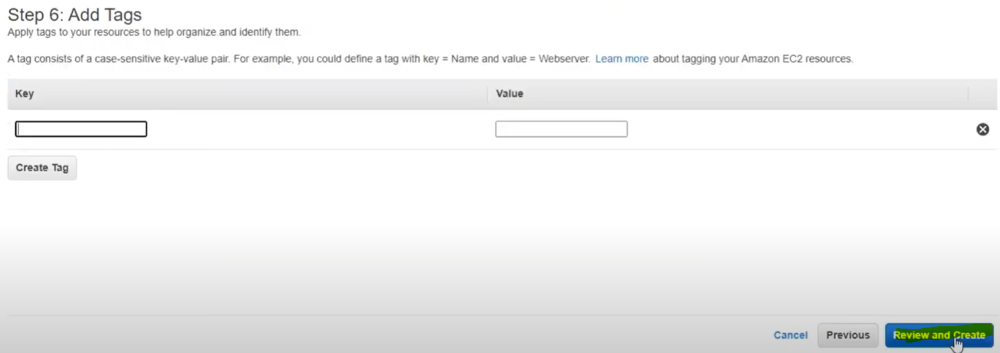 Step 6: Add Tags
Apply tags to your resources to help organize and identify them.
A tag consists of a case-sensitive key-value pair. For example, you could define a tag with key = Name and value = Webserver. Learn more about tagging your Amazon EC2 resources.
Key Value
Create Tag
Cancel Previous Review and Create